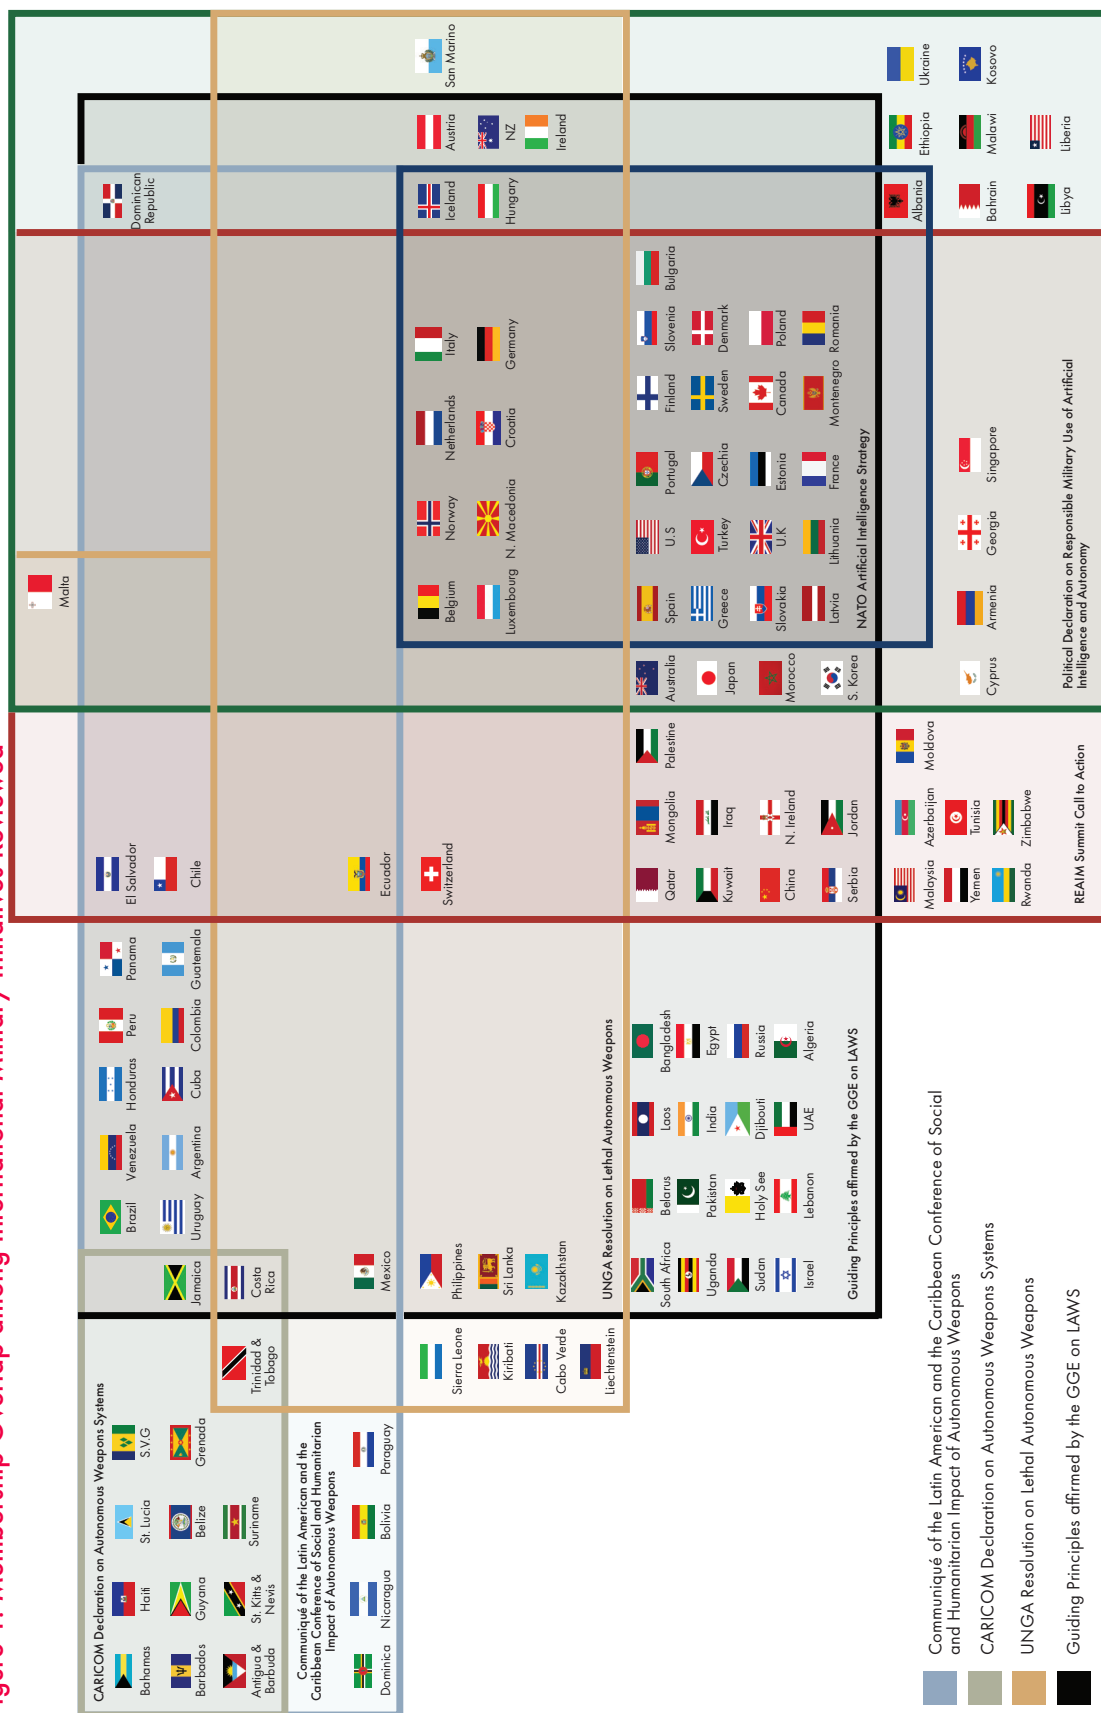 Membership Overlap among International Military Initiatives Reviewed
CARICOM Declaration on Autonomous Weapons Systems
Bahamas
Haiti
St. Lucia
S.V.G
Barbados
Guyana
Belize
Grenada
Antigua &
Barbuda
St. Kitts &
Nevis
Suriname
Trinidad &
Tobago
Jamaica
Costa
Rica
Communiqué of the Latin American and the
Caribbean Conference of Social and Humanitarian
Impact of Autonomous Weapons
Dominica
Nicaragua
Bolivia
Paraguay
Mexico
Brazil
Venezuela
Honduras
Peru
Panama
Uruguay
Argentina
Cuba
Colombia
Guatemala
El Salvador
Chile
Ecuador
Dominican
Republic
Malta
San Marino
Sierra Leone
Kiribati
Cabo Verde
Liechtenstein
Philippines
Sri Lanka
Kazakhstan
UNGA Resolution on Lethal Autonomous Weapons
Switzerland
Belgium
Norway
Netherlands
Italy
Luxembourg
N. Macedonia
Croatia
Germany
Iceland
Hungary
Austria
NZ
Ireland
South Africa
Belarus
Laos
Bangladesh
Uganda
Pakistan
India
Egypt
Sudan
Holy See
Djibouti
Russia
Israel
Lebanon
UAE
Algeria
Guiding Principles affirmed by the GGE on LAWS
Qatar
Mongolia
Palestine
Kuwait
Iraq
China
N. Ireland
Serbia
Jordan
Australia
Japan
Morocco
S. Korea
Spain
U.S
Portugal
Finland
Slovenia
Bulgaria
Greece
Turkey
Czechia
Sweden
Denmark
Slovakia
U.K
Estonia
Canada
Poland
Latvia
Lithuania
France
Montenegro
Romania
NATO Artificial Intelligence Strategy
Albania
Ethiopia
Ukraine
Bahrain
Malawi
Kosovo
Libya
Liberia
Malaysia
Azerbaijan
Moldova
Yemen
Tunisia
Rwanda
Zimbabwe
REAIM Summit Call to Action
Cyprus
Armenia
Georgia
Singapore
Political Declaration on Responsible Military Use of Artificial
Intelligence and Autonomy
Communiqué of the Latin American and the Caribbean Conference of Social
and Humanitarian Impact of Autonomous Weapons
CARICOM Declaration on Autonomous Weapons Systems
UNGA Resolution on Lethal Autonomous Weapons
Guiding Principles affirmed by the GGE on LAWS